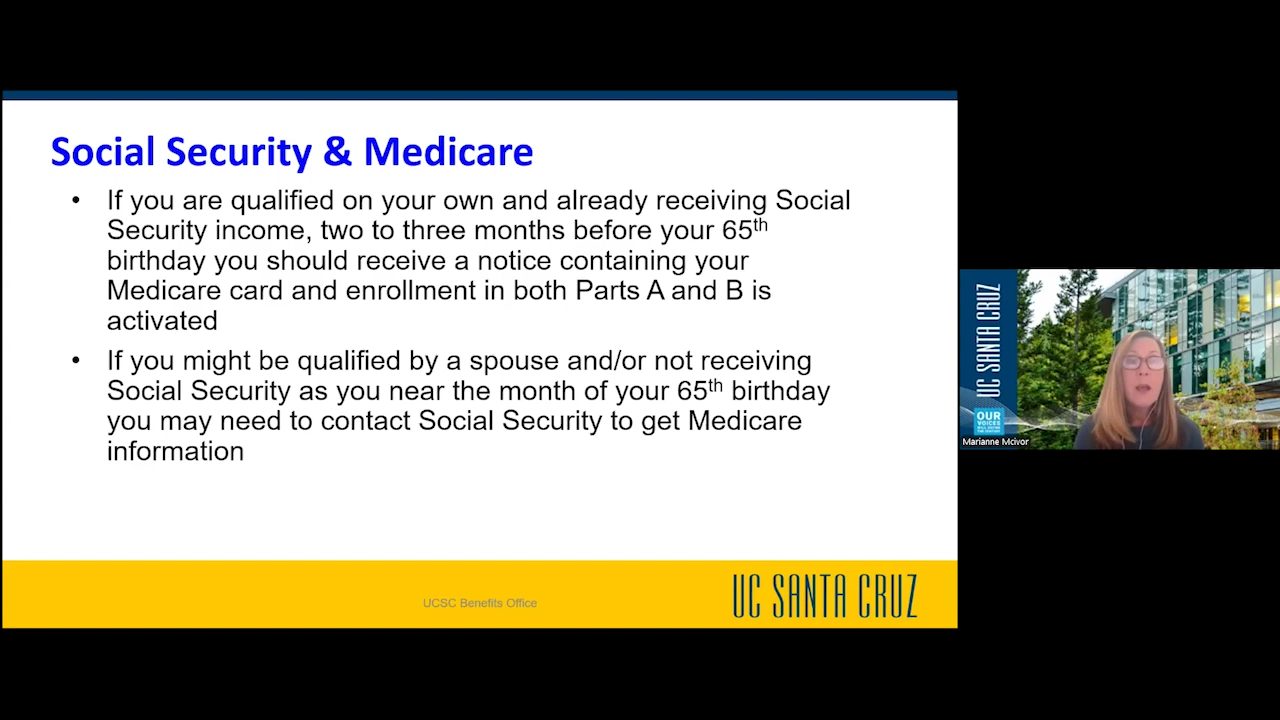 Social Security & Medicare
• If you are qualified on your own and already receiving Social
Security income, two to three months before your 65th
birthday you should receive a notice containing your
Medicare card and enrollment in both Parts A and B is
activated
• If you might be qualified by a spouse and/or not receiving
Social Security as you near the month of your 65th birthday
you may need to contact Social Security to get Medicare
information
UCSC Benefits Office
UC SANTA CRUZ
UC SANTA CRUZ
OUR
VOICES
Marianne Mcivor